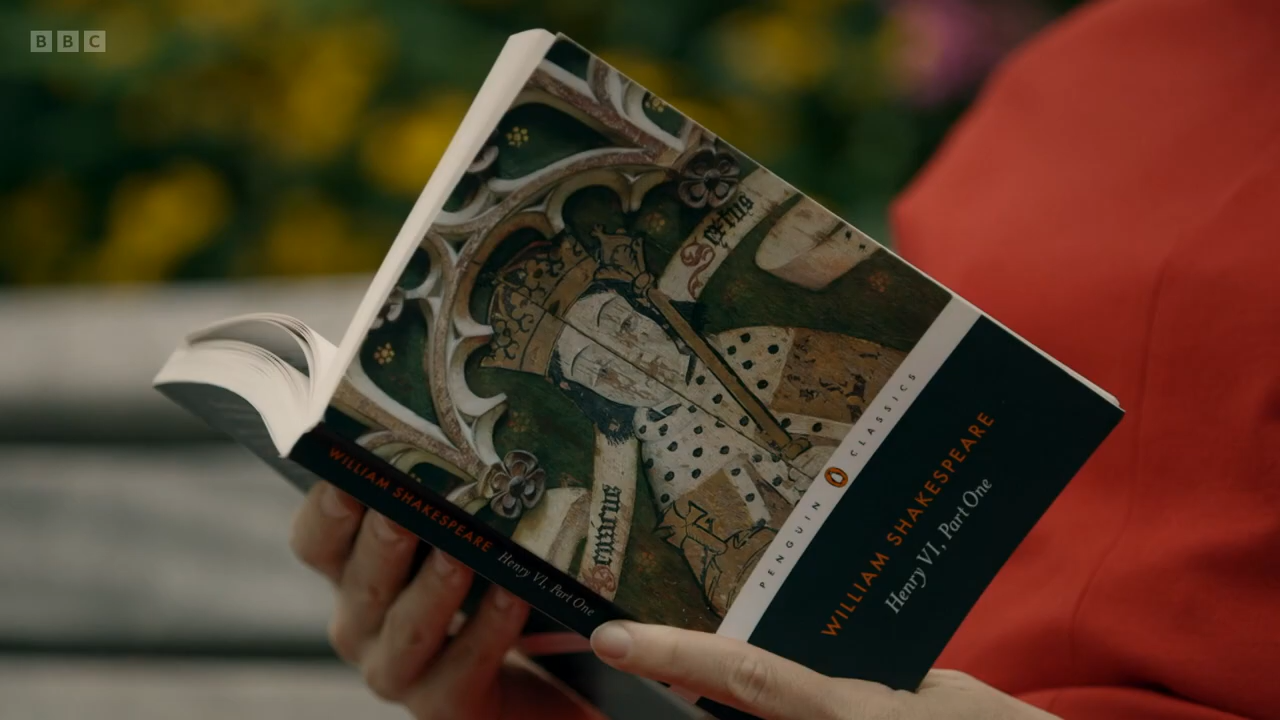 BBC
WILLIAM SHAKESPEARE Henry VI, Part One
PENGUIN CLASSICS
WILLIAM SHAKESPEARE
Henry VI, Part One